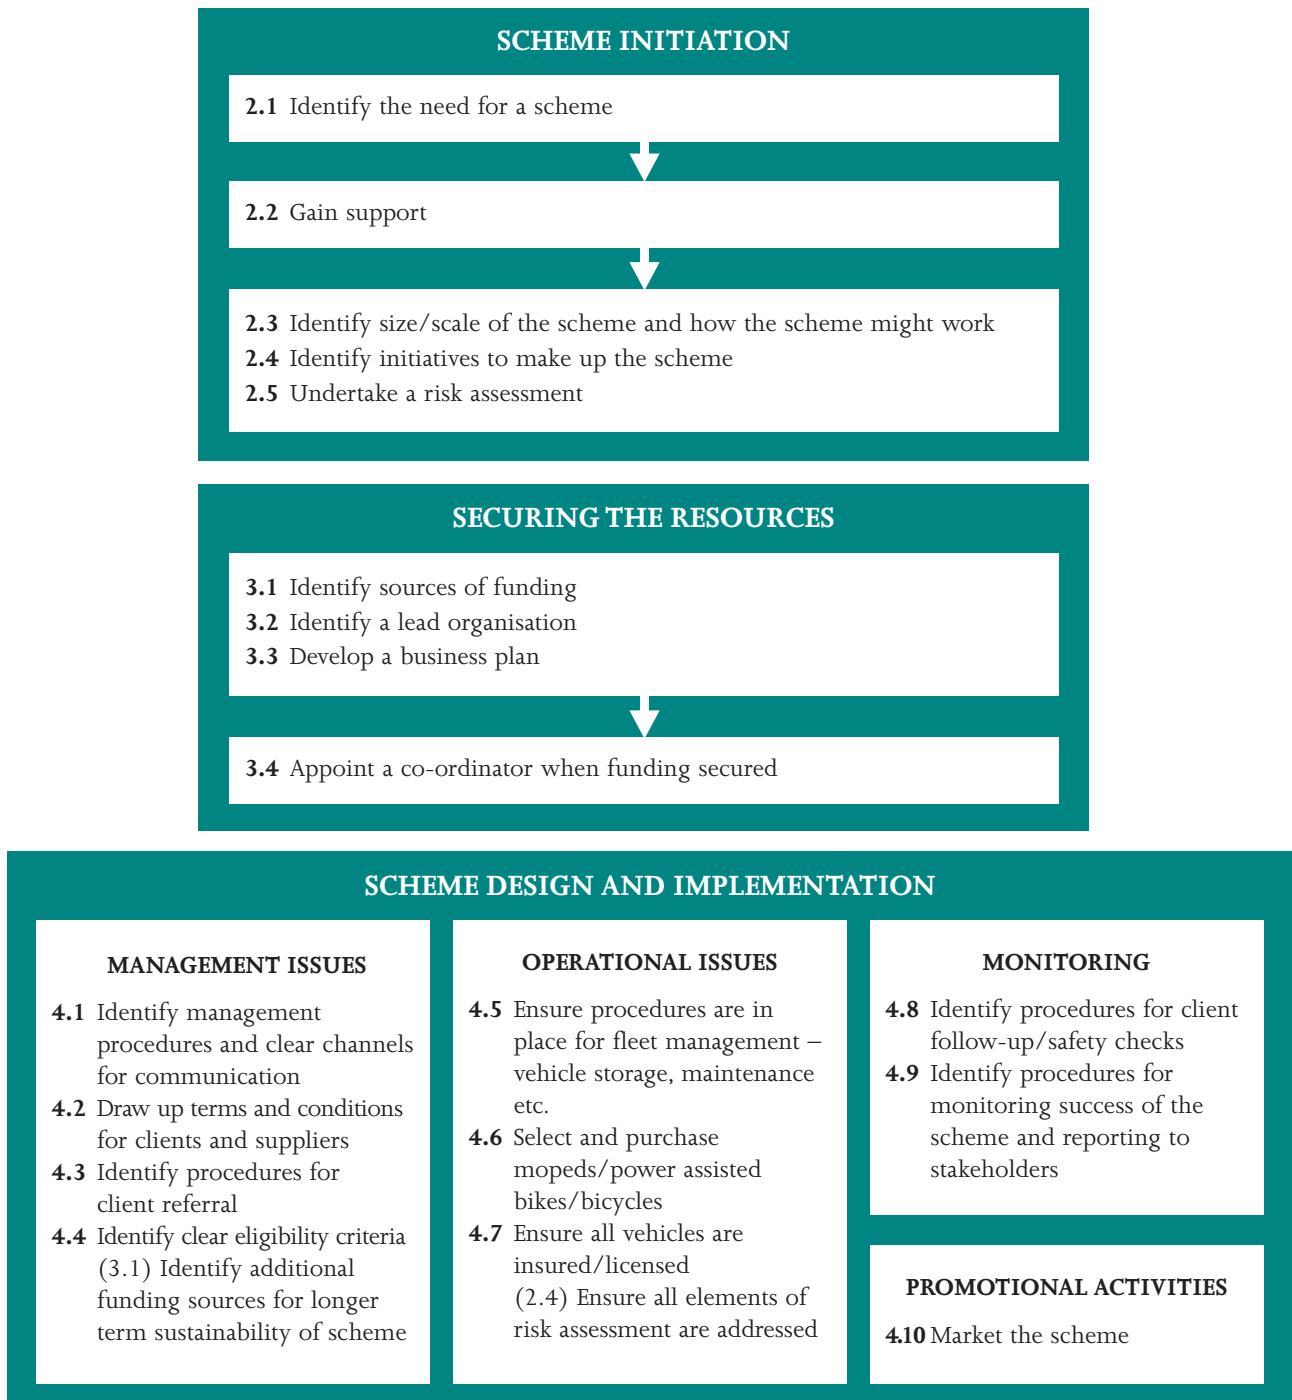 SCHEME INITIATION
2.1 Identify the need for a scheme
2.2 Gain support
2.3 Identify size/scale of the scheme and how the scheme might work
2.4 Identify initiatives to make up the scheme
2.5 Undertake a risk assessment
SECURING THE RESOURCES
3.1 Identify sources of funding
3.2 Identify a lead organisation
3.3 Develop a business plan
3.4 Appoint a co-ordinator when funding secured
SCHEME DESIGN AND IMPLEMENTATION
MANAGEMENT ISSUES
4.1 Identify management
procedures and clear channels
for communication
4.2 Draw up terms and conditions
for clients and suppliers
4.3 Identify procedures for
client referral
4.4 Identify clear eligibility criteria
(3.1) Identify additional
funding sources for longer
term sustainability of scheme
OPERATIONAL ISSUES
4.5 Ensure procedures are in
place for fleet management –
vehicle storage, maintenance
etc.
4.6 Select and purchase
mopeds/power assisted
bikes/bicycles
4.7 Ensure all vehicles are
insured/licensed
(2.4) Ensure all elements of
risk assessment are addressed
MONITORING
4.8 Identify procedures for client
follow-up/safety checks
4.9 Identify procedures for
monitoring success of the
scheme and reporting to
stakeholders
PROMOTIONAL ACTIVITIES
4.10 Market the scheme